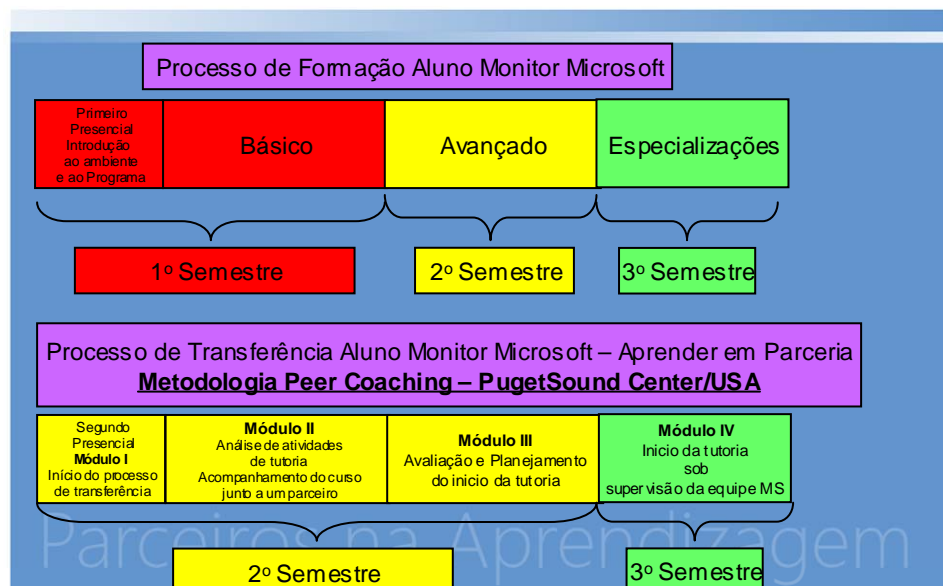 Processo de Formação Aluno Monitor Microsoft
Primeiro
Presencial
Introdução
ao ambiente
e ao Programa
Básico
Avançado
Especializações
1º Semestre
2º Semestre
3º Semestre
Processo de Transferência Aluno Monitor Microsoft – Aprender em Parceria
Metodologia Peer Coaching – PugetSound Center/USA
Segundo
Presencial
Módulo I
Início do processo
de transferência
Módulo II
Análise de atividades
de tutoria
Acompanhamento do curso
junto a um parceiro
Módulo III
Avaliação e Planejamento
do inicio da tutoria
Módulo IV
Inicio da tutoria
sob
supervisão da equipe MS
Parceiros na Aprendizagem
2º Semestre
3º Semestre